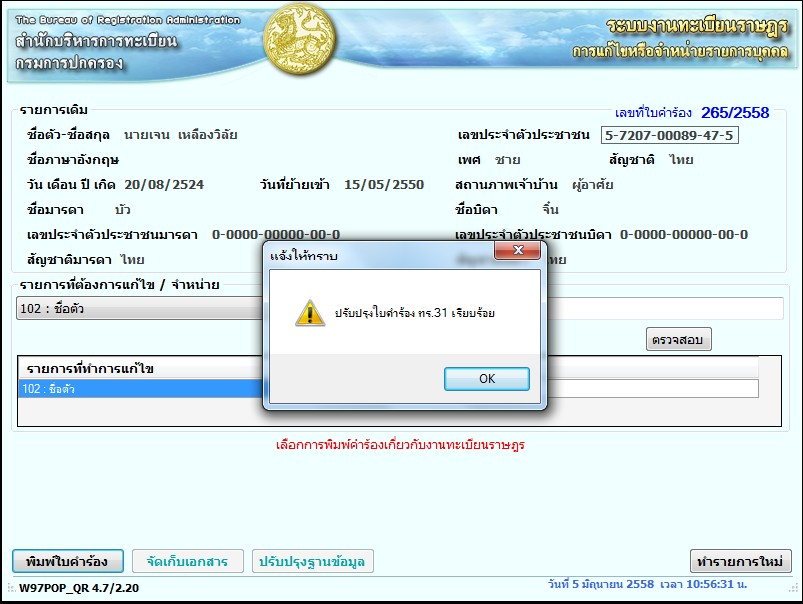 The Bureau of Registration Administration
สำนักบริหารการทะเบียน
กรมการปกครอง
ระบบงานทะเบียนราษฎร
การแก้ไขหรือจำหน่ายรายการบุคคล
รายการเดิม
เลขที่ใบคำร้อง 265/2558
ชื่อตัว-ชื่อสกุล นายเจน เหลืองวิลัย เลขประจำตัวประชาชน 5-7207-00089-47-5
ชื่อภาษาอังกฤษ เพศ ชาย สัญชาติ ไทย
วัน เดือน ปี เกิด 20/08/2524 วันที่ย้ายเข้า 15/05/2550 สถานภาพเจ้าบ้าน ผู้อาศัย
ชื่อมารดา บัว ชื่อบิดา จิ๋น
เลขประจำตัวประชาชนมารดา 0-0000-00000-00-0 เลขประจำตัวประชาชนบิดา 0-0000-00000-00-0
สัญชาติมารดา ไทย
รายการที่ต้องการแก้ไข / จำหน่าย
102 : ชื่อตัว
แจ้งให้ทราบ
ปรับปรุงใบคำร้อง ทร.31 เรียบร้อย
OK
ตรวจสอบ
รายการที่ทำการแก้ไข
102 : ชื่อตัว
เลือกการพิมพ์คำร้องเกี่ยวกับงานทะเบียนราษฎร
พิมพ์ใบคำร้อง จัดเก็บเอกสาร ปรับปรุงฐานข้อมูล ทำรายการใหม่
W97POP_QR 4.7/2.20 วันที่ 5 มิถุนายน 2558 เวลา 10:56:31 น.